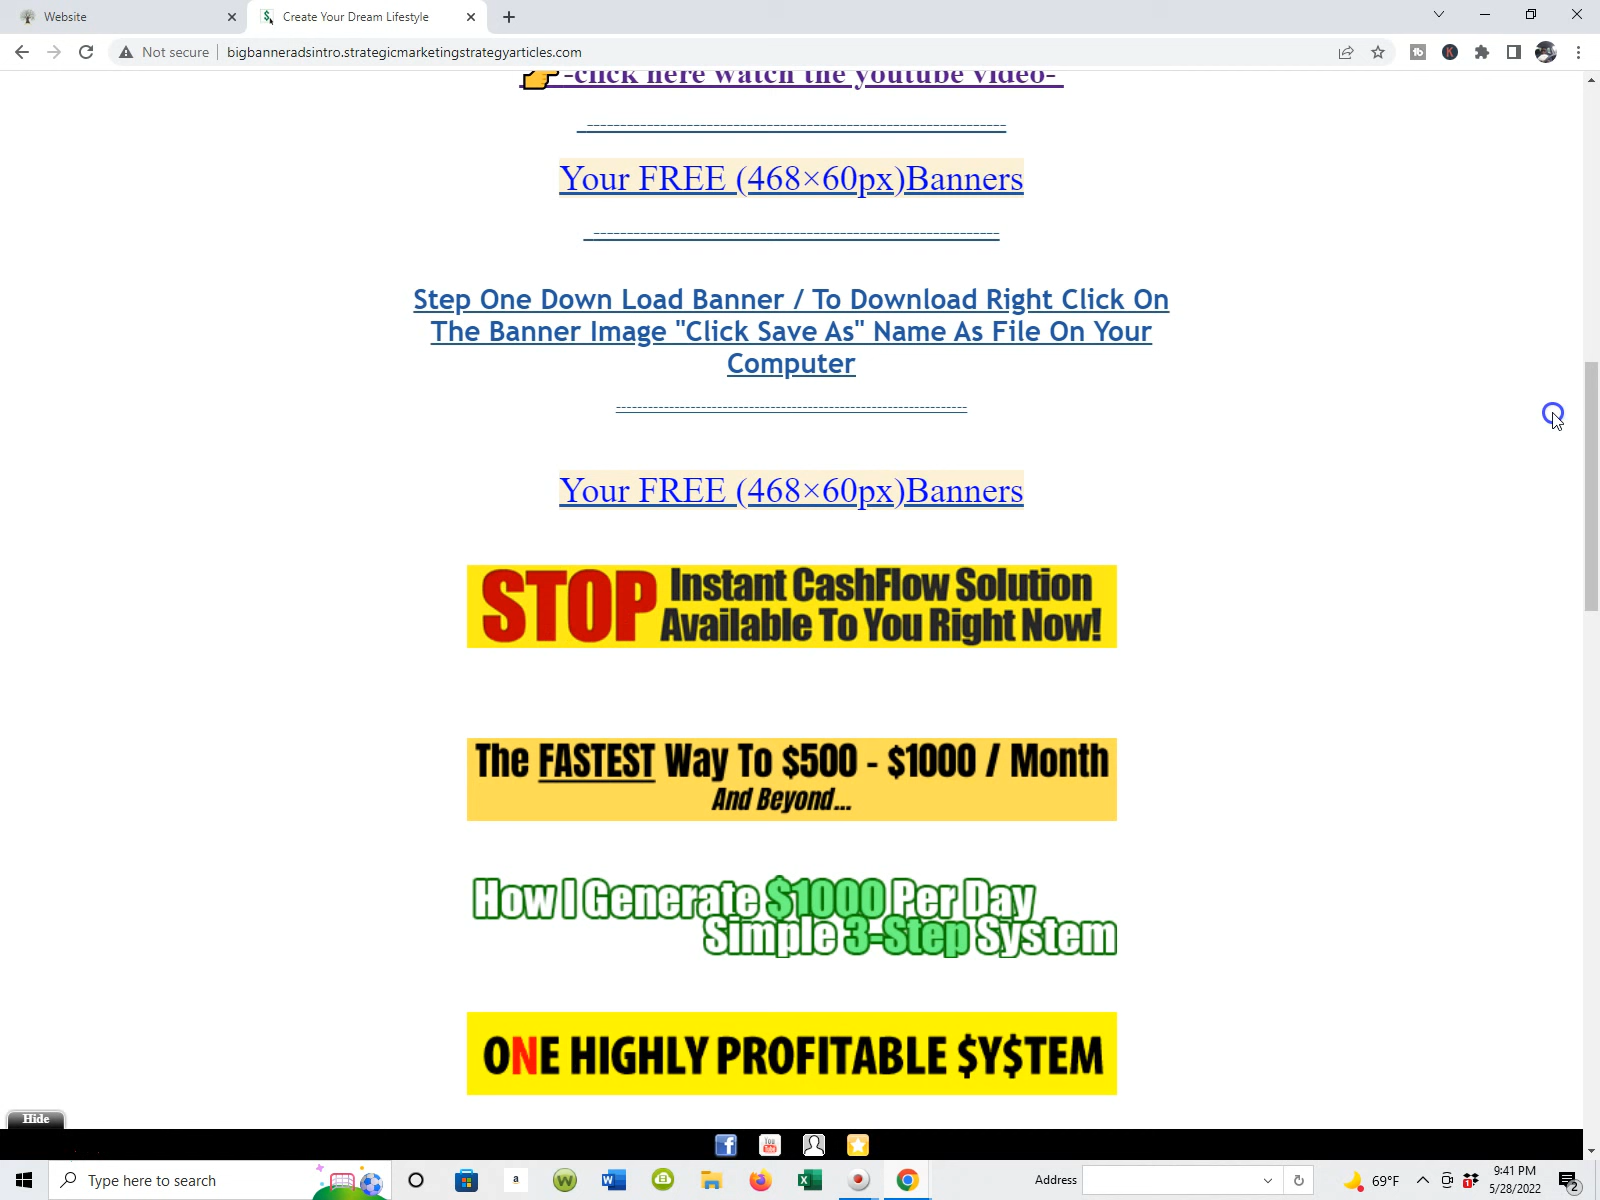 Website
Create Your Dream Lifestyle
Not secure
bigbanneradsintro.strategicmarketingstrategyarticles.com
-click here watch the youtube video-
Your FREE (468×60px)Banners
Step One Down Load Banner / To Download Right Click On
The Banner Image "Click Save As" Name As File On Your
Computer
Your FREE (468×60px)Banners
STOP Instant CashFlow Solution
Available To You Right Now!
The FASTEST Way To $500 - $1000 / Month
And Beyond...
How I Generate $1000 Per Day
Simple 3-Step System
ONE HIGHLY PROFITABLE $Y$TEM
Hide
Type here to search
Address
69°F
9:41 PM
5/28/2022
2